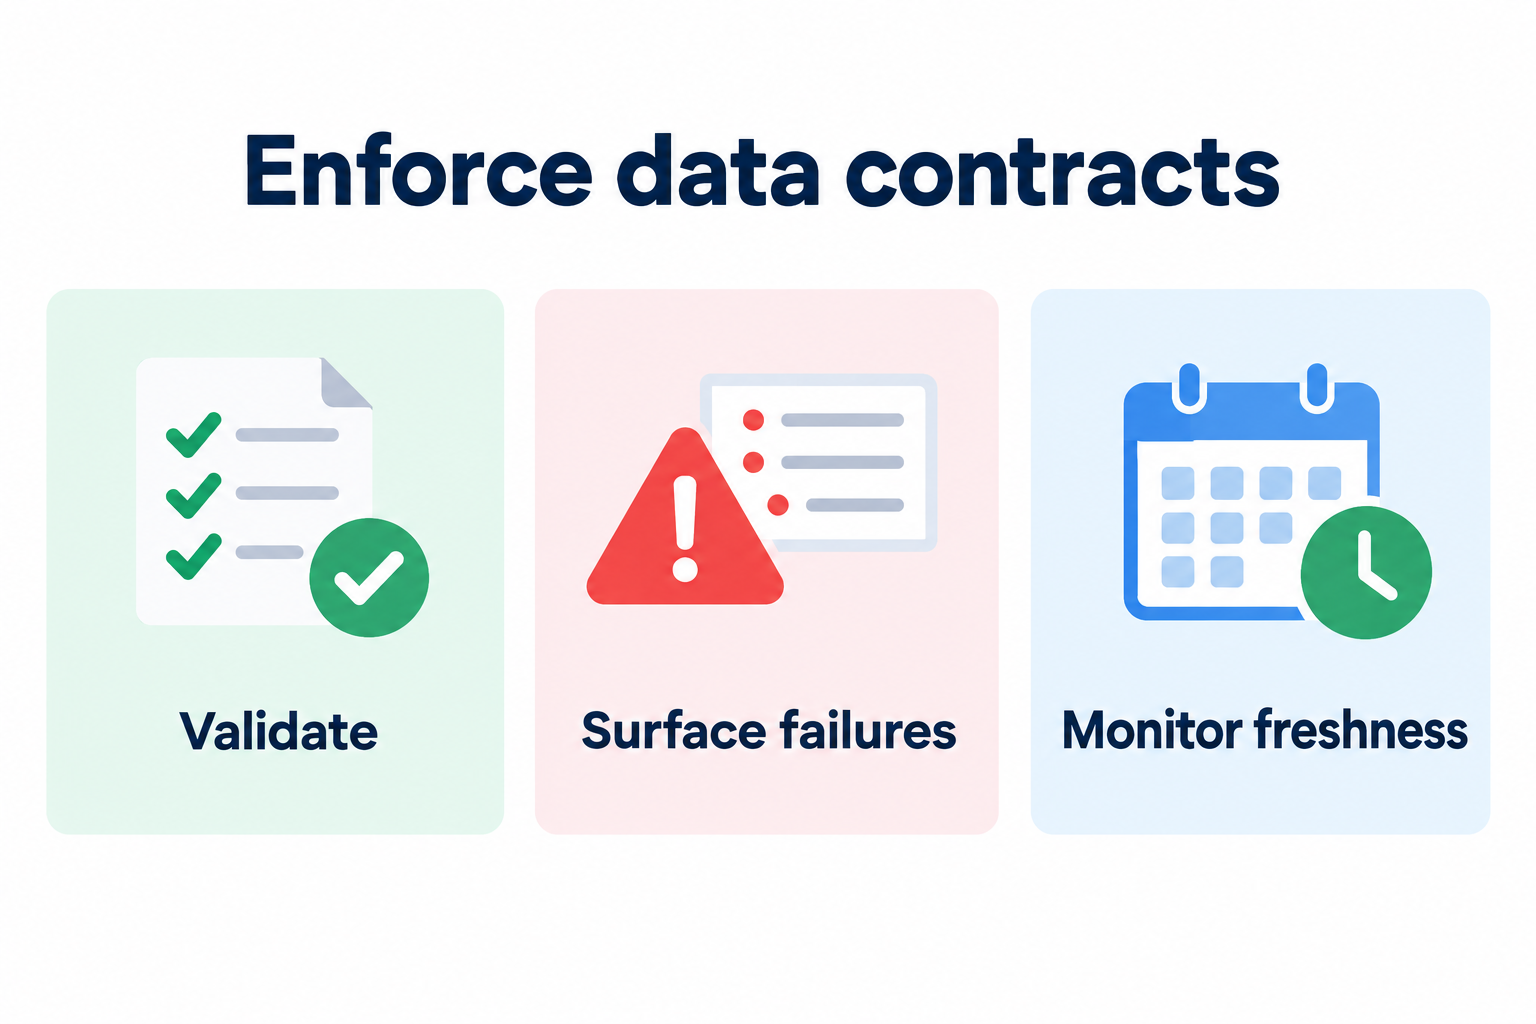 Enforce data contracts
Validate
Surface failures
Monitor freshness